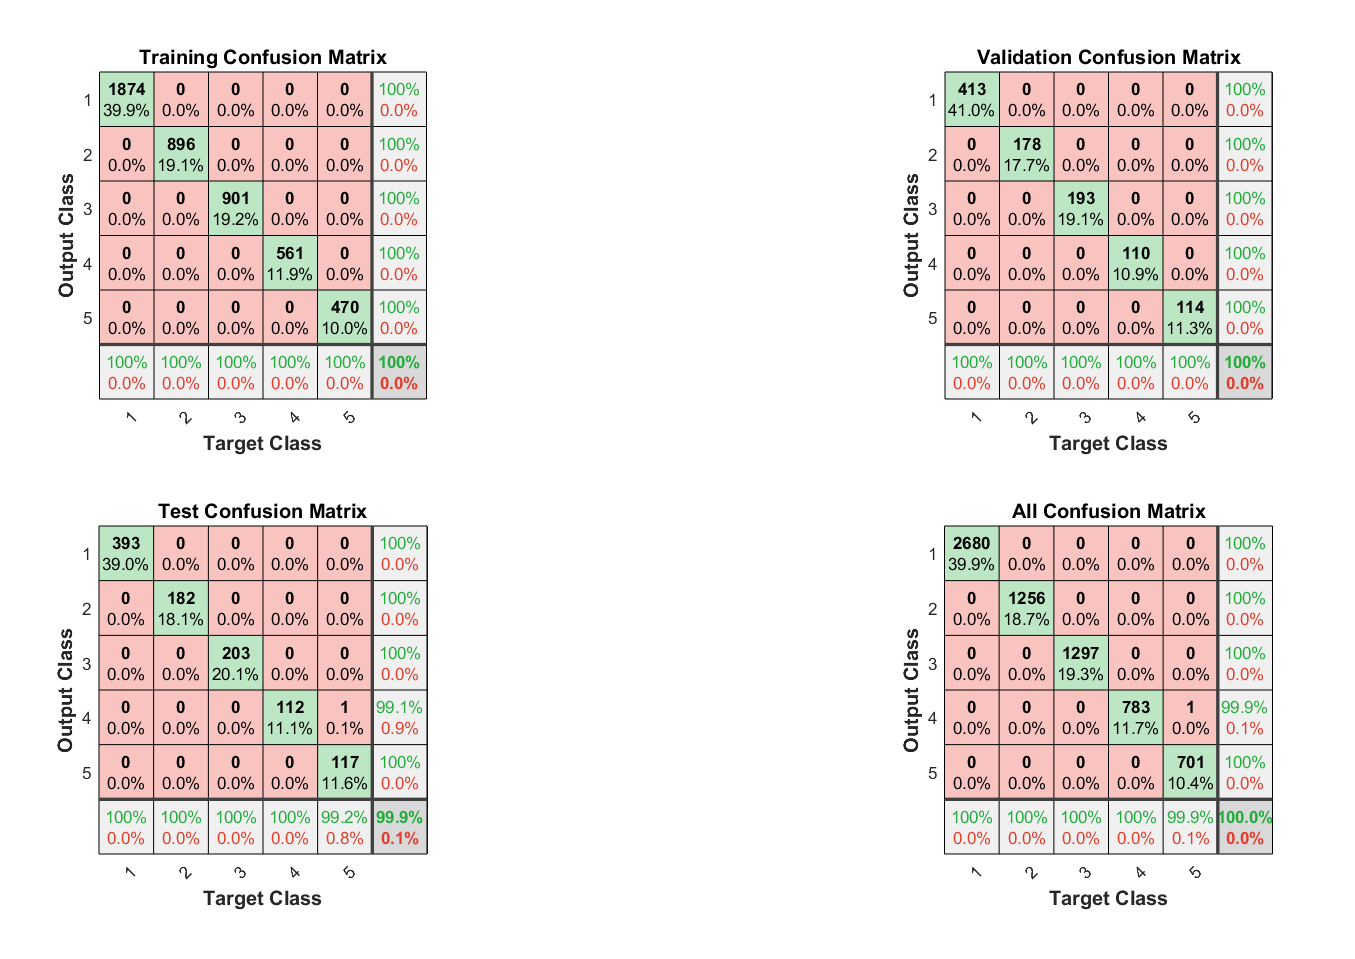 Training Confusion Matrix
1 1874 0 0 0 0 100%
39.9% 0.0% 0.0% 0.0% 0.0% 0.0%
2 0 896 0 0 0 100%
0.0% 19.1% 0.0% 0.0% 0.0% 0.0%
3 0 0 901 0 0 100%
0.0% 0.0% 19.2% 0.0% 0.0% 0.0%
4 0 0 0 561 0 100%
0.0% 0.0% 0.0% 11.9% 0.0% 0.0%
5 0 0 0 0 470 100%
0.0% 0.0% 0.0% 0.0% 10.0% 0.0%
100% 100% 100% 100% 100% 100%
0.0% 0.0% 0.0% 0.0% 0.0% 0.0%
1 2 3 4 5
Target Class
Output Class
Validation Confusion Matrix
1 413 0 0 0 0 100%
41.0% 0.0% 0.0% 0.0% 0.0% 0.0%
2 0 178 0 0 0 100%
0.0% 17.7% 0.0% 0.0% 0.0% 0.0%
3 0 0 193 0 0 100%
0.0% 0.0% 19.1% 0.0% 0.0% 0.0%
4 0 0 0 110 0 100%
0.0% 0.0% 0.0% 10.9% 0.0% 0.0%
5 0 0 0 0 114 100%
0.0% 0.0% 0.0% 0.0% 11.3% 0.0%
100% 100% 100% 100% 100% 100%
0.0% 0.0% 0.0% 0.0% 0.0% 0.0%
1 2 3 4 5
Target Class
Output Class
Test Confusion Matrix
1 393 0 0 0 0 100%
39.0% 0.0% 0.0% 0.0% 0.0% 0.0%
2 0 182 0 0 0 100%
0.0% 18.1% 0.0% 0.0% 0.0% 0.0%
3 0 0 203 0 0 100%
0.0% 0.0% 20.1% 0.0% 0.0% 0.0%
4 0 0 0 112 1 99.1%
0.0% 0.0% 0.0% 11.1% 0.1% 0.9%
5 0 0 0 0 117 100%
0.0% 0.0% 0.0% 0.0% 11.6% 0.0%
100% 100% 100% 100% 99.2% 99.9%
0.0% 0.0% 0.0% 0.0% 0.8% 0.1%
1 2 3 4 5
Target Class
Output Class
All Confusion Matrix
1 2680 0 0 0 0 100%
39.9% 0.0% 0.0% 0.0% 0.0% 0.0%
2 0 1256 0 0 0 100%
0.0% 18.7% 0.0% 0.0% 0.0% 0.0%
3 0 0 1297 0 0 100%
0.0% 0.0% 19.3% 0.0% 0.0% 0.0%
4 0 0 0 783 1 99.9%
0.0% 0.0% 0.0% 11.7% 0.0% 0.1%
5 0 0 0 0 701 100%
0.0% 0.0% 0.0% 0.0% 10.4% 0.0%
100% 100% 100% 100% 99.9% 100.0%
0.0% 0.0% 0.0% 0.0% 0.1% 0.0%
1 2 3 4 5
Target Class
Output Class